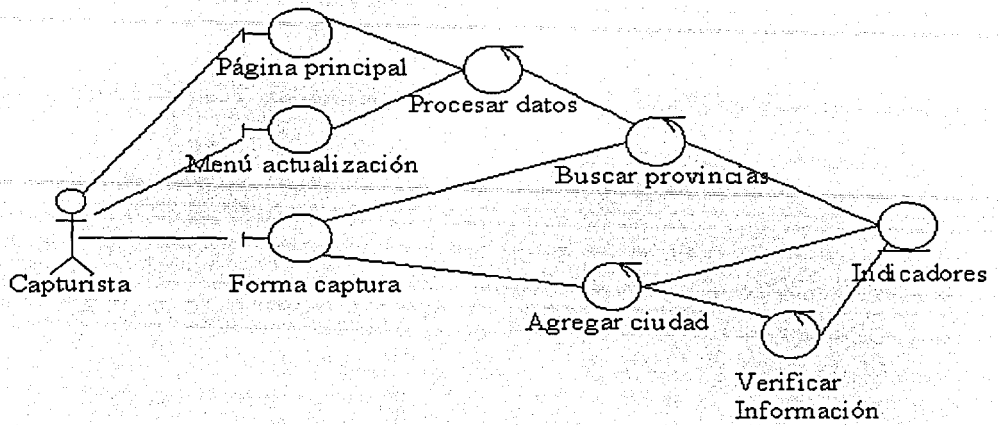 Página principal
Procesar datos
Menú actualización
Buscar provincias
Capturista
Forma captura
Indicadores
Agregar ciudad
Verificar
Información